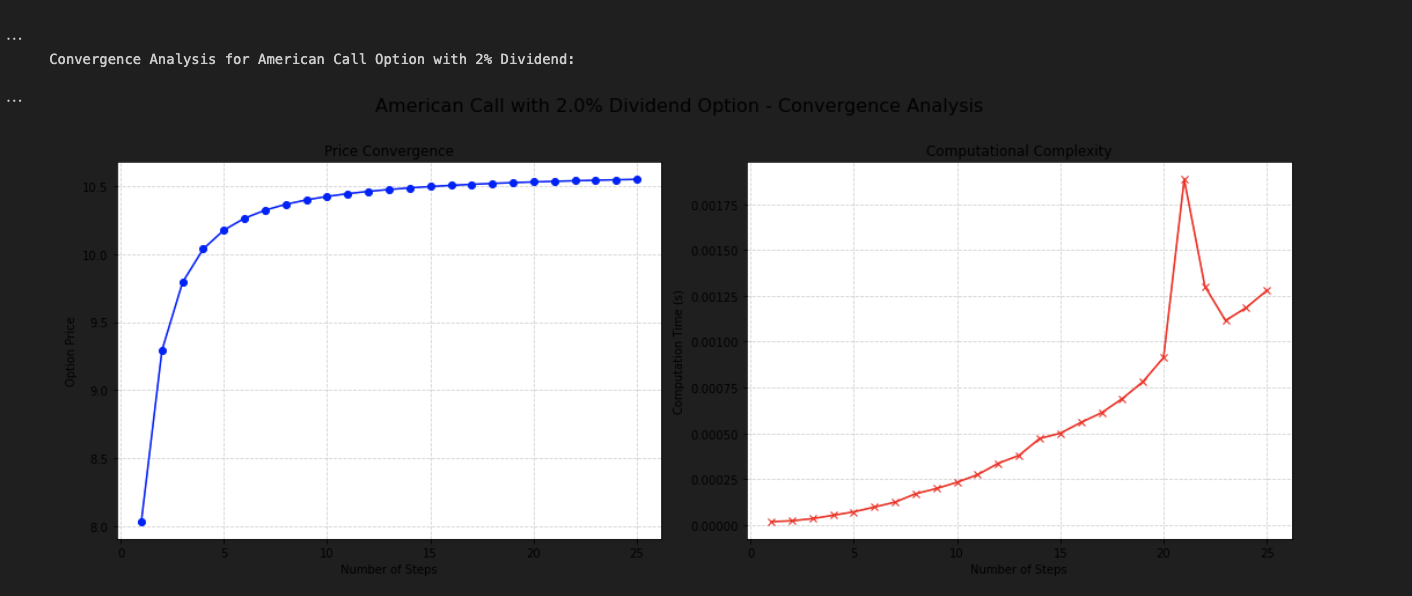 ...
Convergence Analysis for American Call Option with 2% Dividend:
...
American Call with 2.0% Dividend Option - Convergence Analysis
Price Convergence
Option Price
10.5
10.0
9.5
9.0
8.5
8.0
0 5 10 15 20 25
Number of Steps
Computational Complexity
Computation Time (s)
0.00175
0.00150
0.00125
0.00100
0.00075
0.00050
0.00025
0.00000
0 5 10 15 20 25
Number of Steps